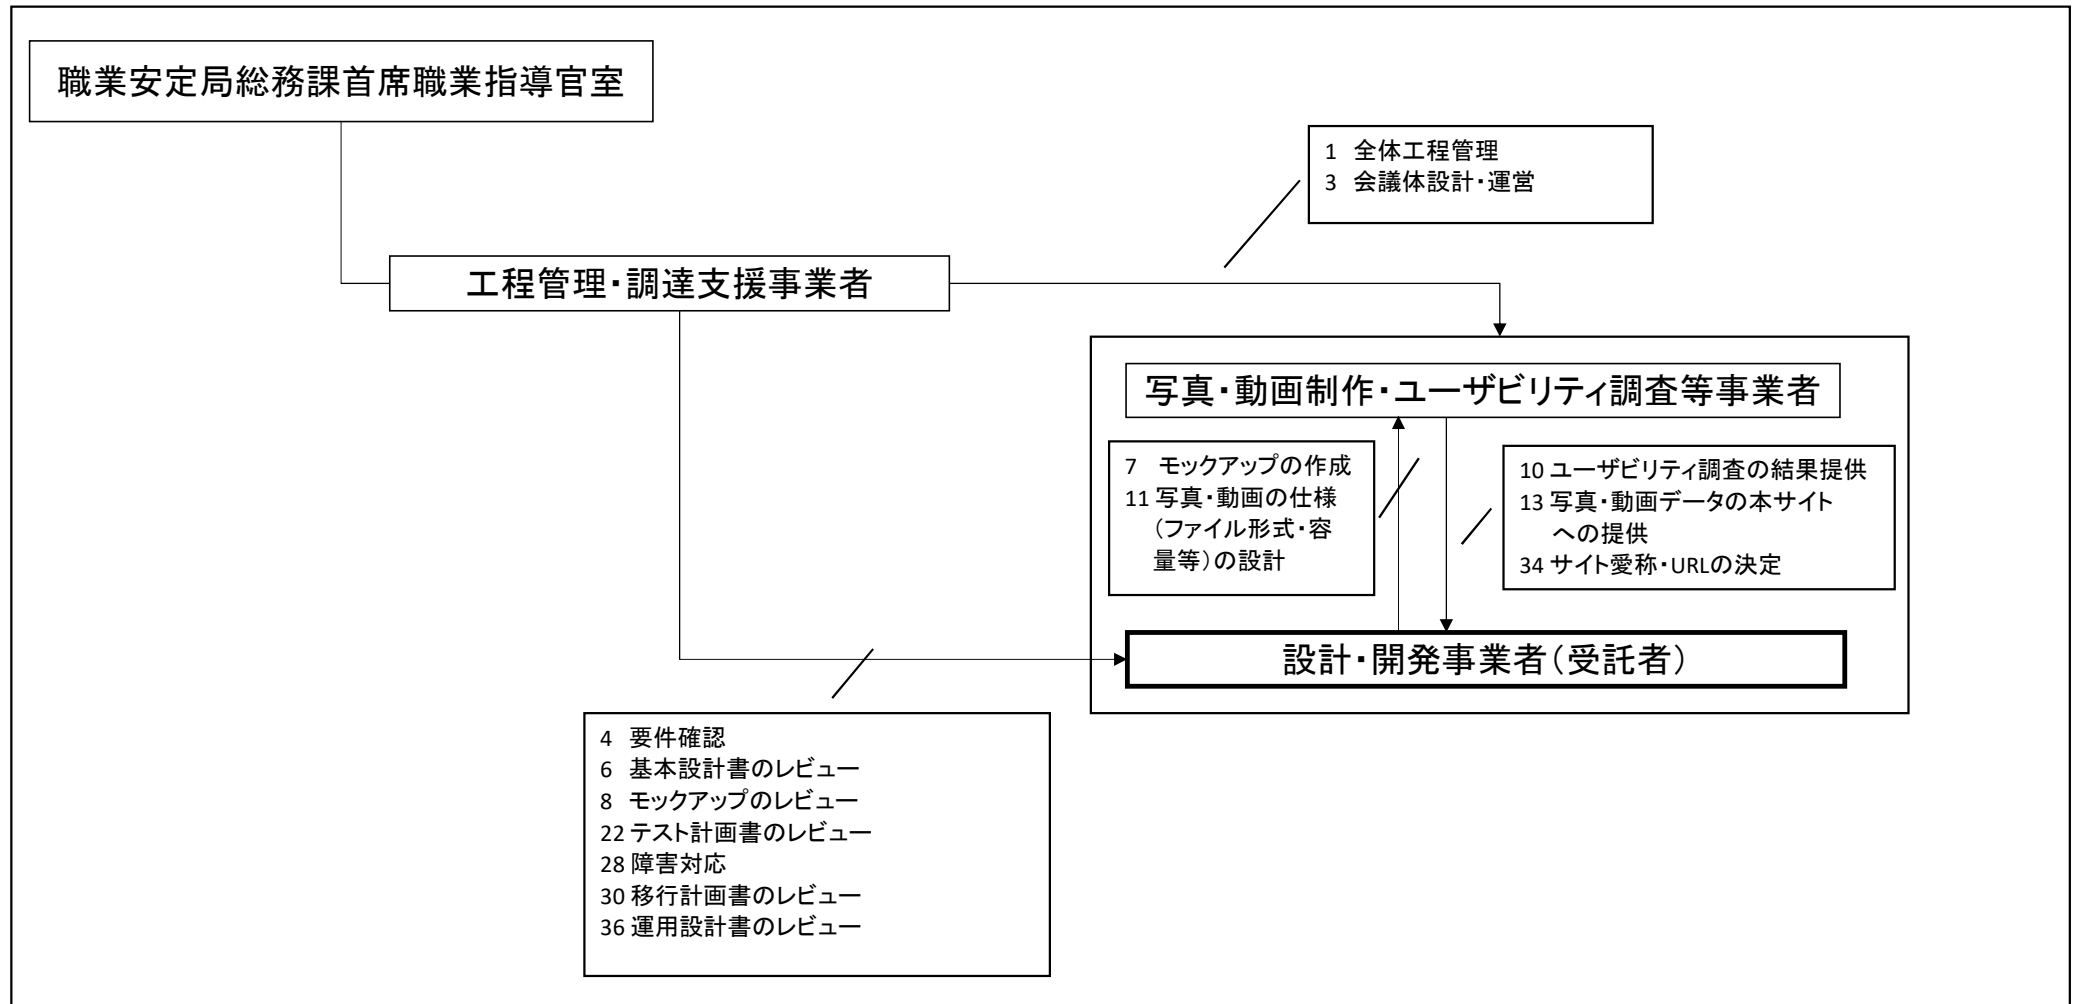 職業安定局総務課首席職業指導官室
1 全体工程管理
3 会議体設計・運営
工程管理・調達支援事業者
写真・動画制作・ユーザビリティ調査等事業者
7 モックアップの作成
11 写真・動画の仕様
（ファイル形式・容
量等）の設計
10 ユーザビリティ調査の結果提供
13 写真・動画データの本サイト
への提供
34 サイト愛称・URLの決定
設計・開発事業者（受託者）
4 要件確認
6 基本設計書のレビュー
8 モックアップのレビュー
22 テスト計画書のレビュー
28 障害対応
30 移行計画書のレビュー
36 運用設計書のレビュー